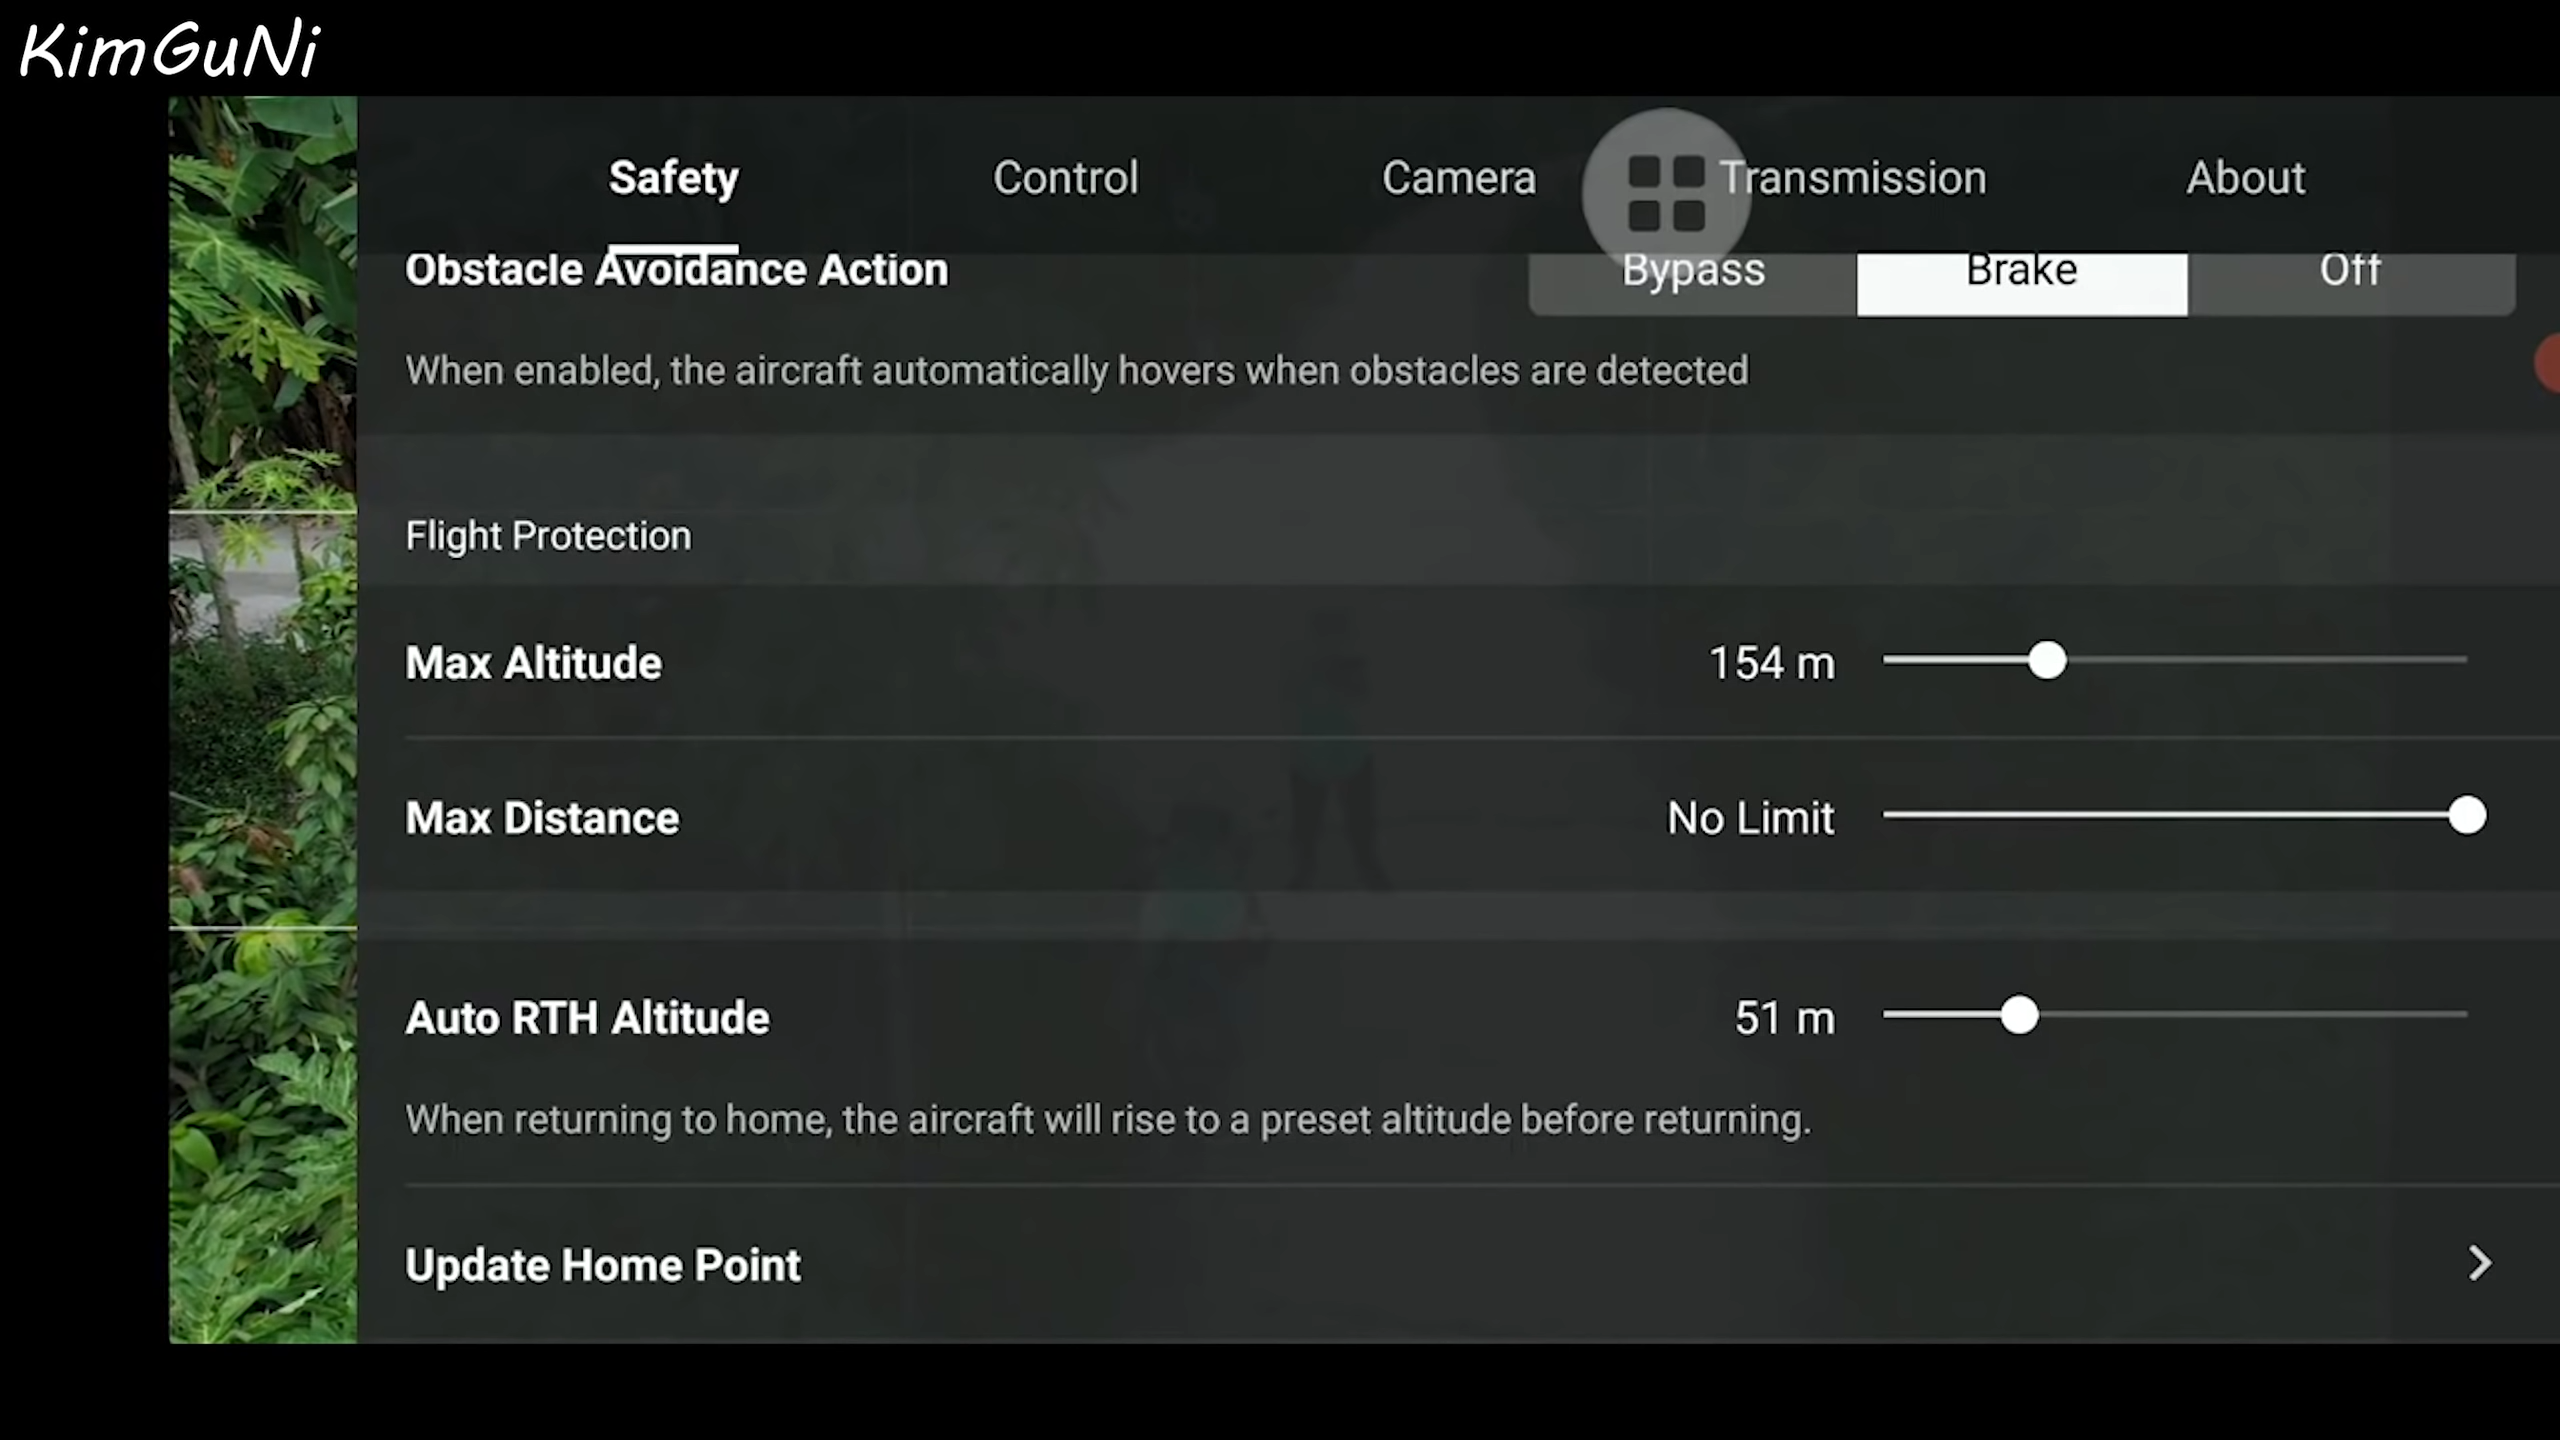 KimGuNi
Safety Control Camera Transmission About
Obstacle Avoidance Action Bypass Brake Off
When enabled, the aircraft automatically hovers when obstacles are detected
Flight Protection
Max Altitude 154 m
Max Distance No Limit
Auto RTH Altitude 51 m
When returning to home, the aircraft will rise to a preset altitude before returning.
Update Home Point